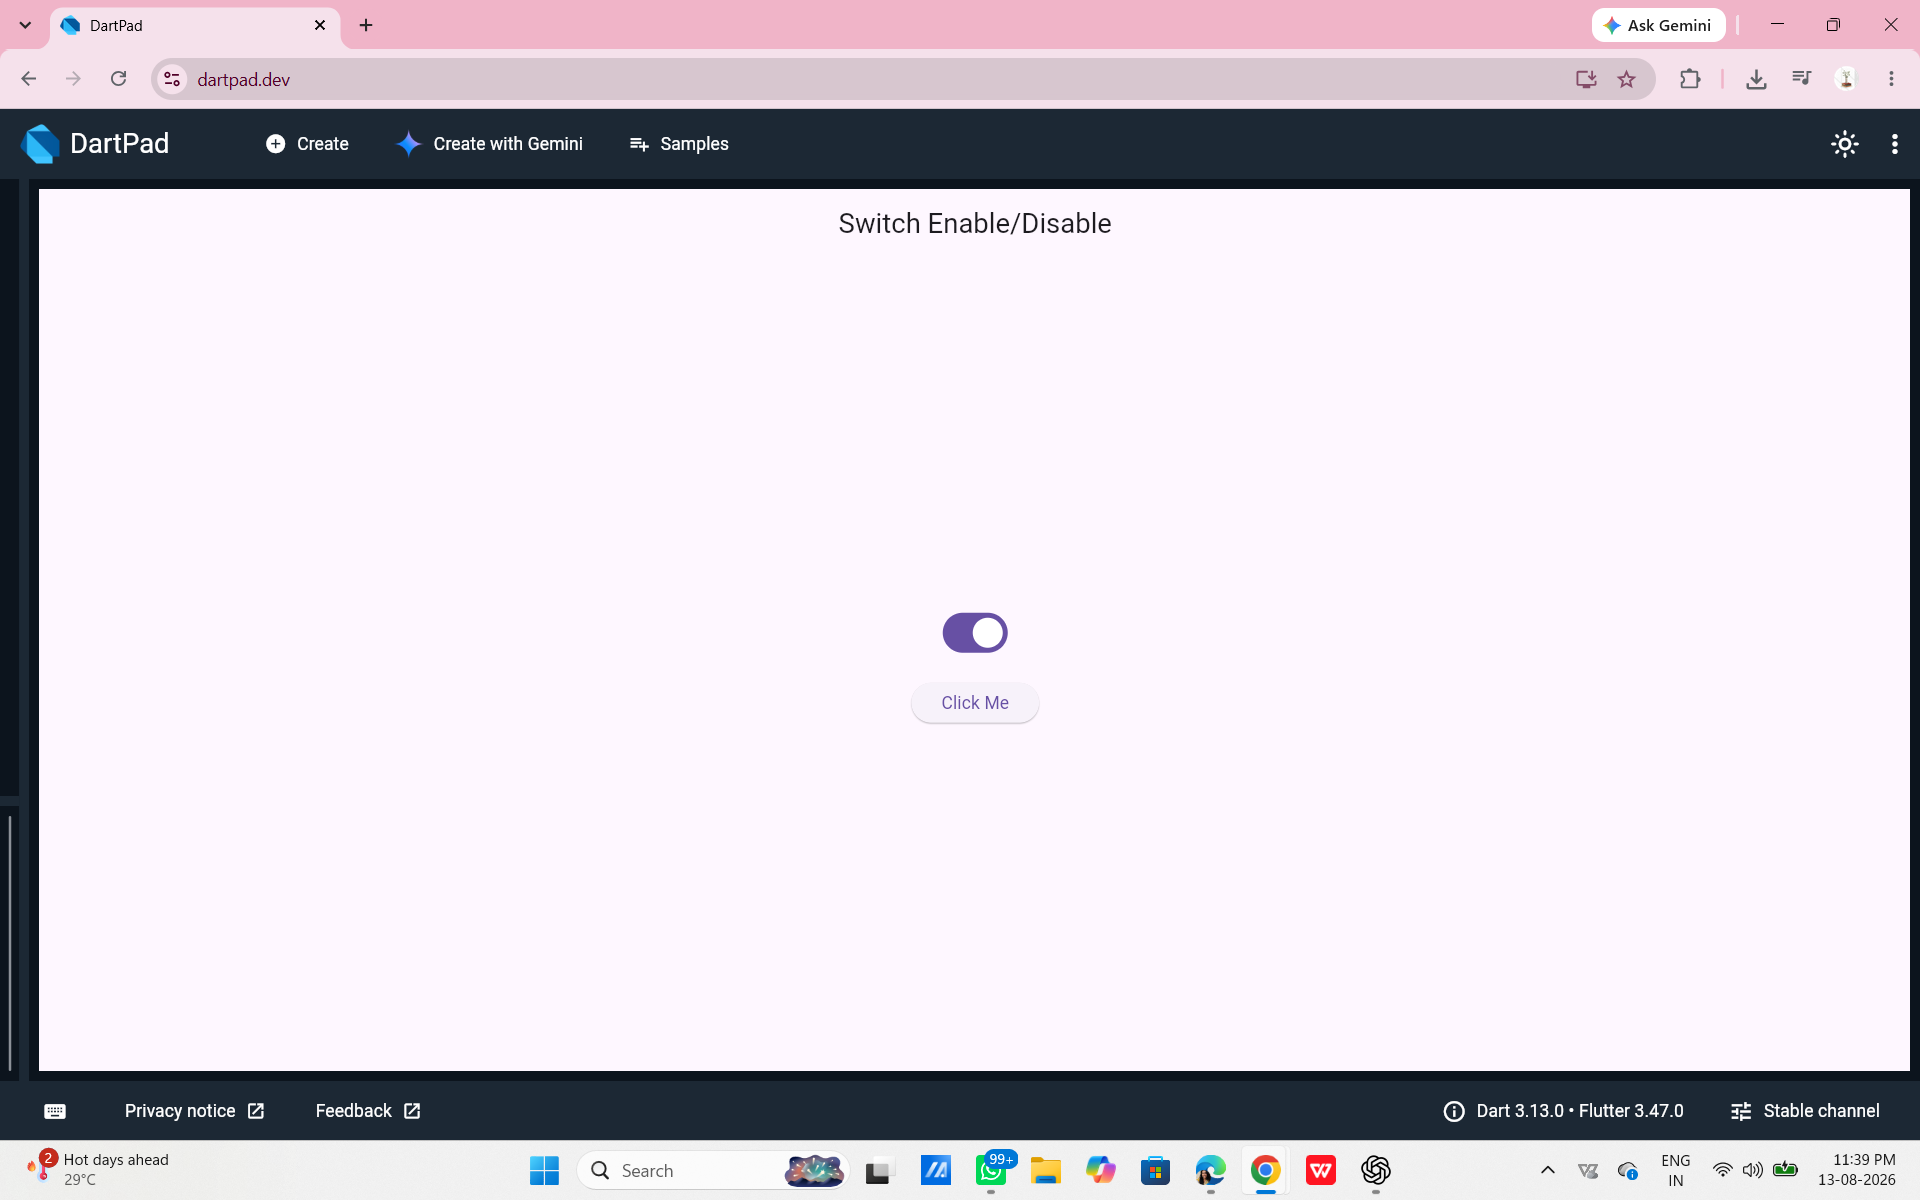 DartPad
Ask Gemini
dartpad.dev
DartPad
Create
Create with Gemini
Samples
Switch Enable/Disable
Click Me
Privacy notice
Feedback
Dart 3.13.0 • Flutter 3.47.0
Stable channel
2
Hot days ahead
29°C
Search
99+
ENG
IN
11:39 PM
13-08-2026